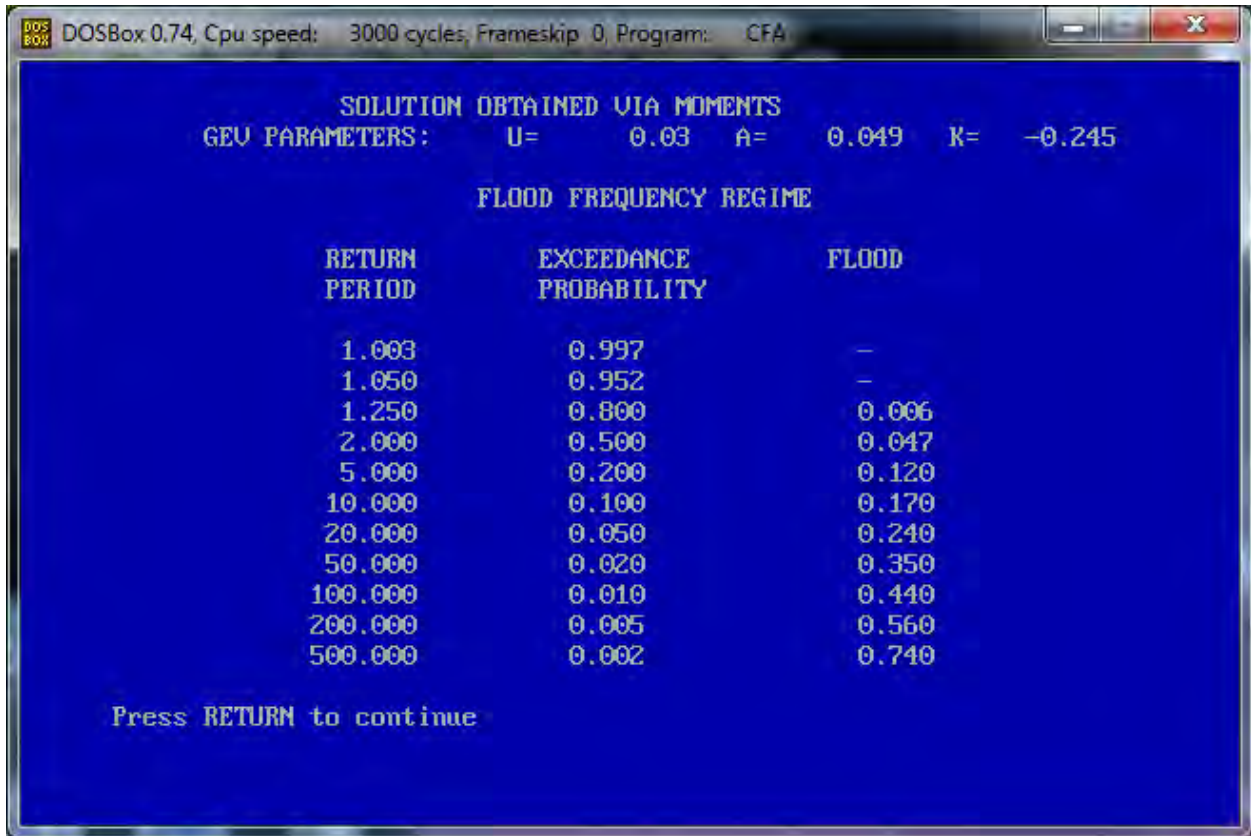 DOS BOX DOSBox 0.74, Cpu speed: 3000 cycles, Frameskip 0, Program: CFA
SOLUTION OBTAINED VIA MOMENTS
GEV PARAMETERS: U= 0.03 A= 0.049 K= -0.245
FLOOD FREQUENCY REGIME
RETURN EXCEEDANCE FLOOD
PERIOD PROBABILITY
1.003 0.997 -
1.050 0.952 -
1.250 0.800 0.006
2.000 0.500 0.047
5.000 0.200 0.120
10.000 0.100 0.170
20.000 0.050 0.240
50.000 0.020 0.350
100.000 0.010 0.440
200.000 0.005 0.560
500.000 0.002 0.740
Press RETURN to continue